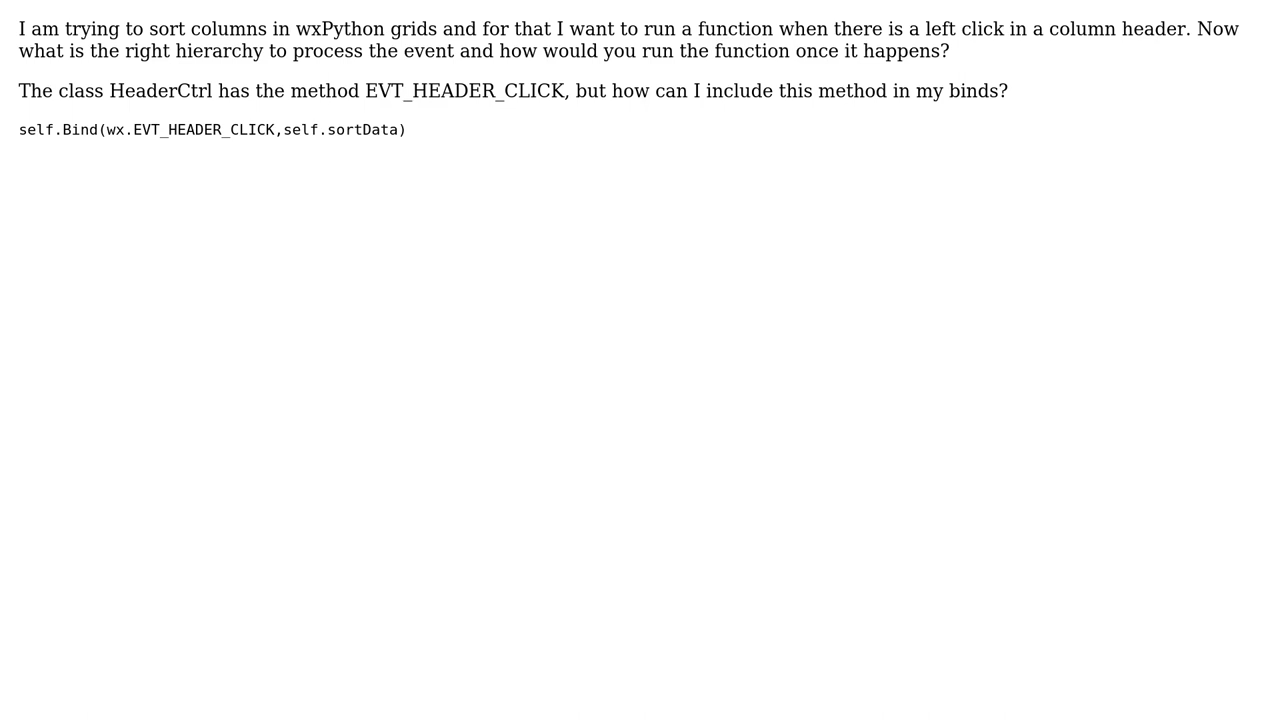 I am trying to sort columns in wxPython grids and for that I want to run a function when there is a left click in a column header. Now
what is the right hierarchy to process the event and how would you run the function once it happens?
The class HeaderCtrl has the method EVT_HEADER_CLICK, but how can I include this method in my binds?
self.Bind(wx.EVT_HEADER_CLICK,self.sortData)